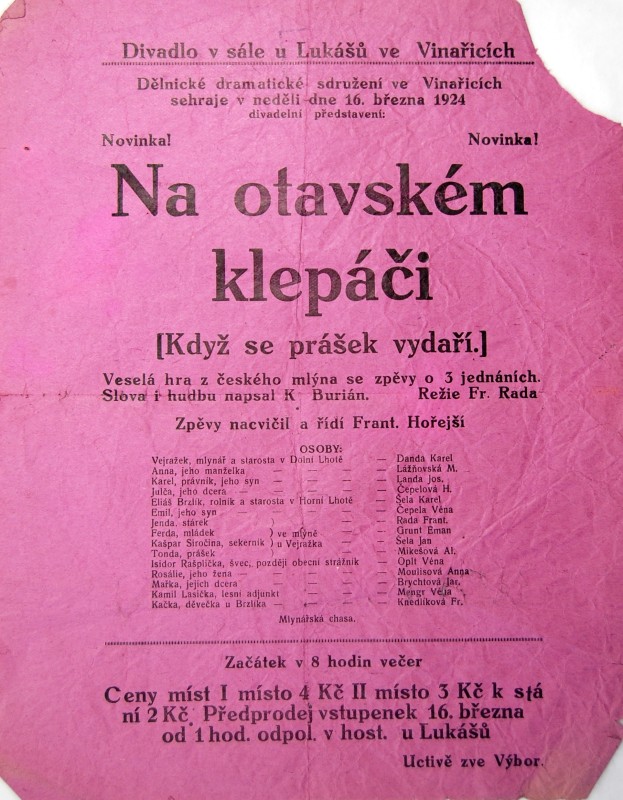 Divadlo v sále u Lukášů ve Vinařicích
Dělnické dramatické sdružení ve Vinařicích
sehraje v neděli dne 16. března 1924
divadelní představení:
Novinka! Novinka!
Na otavském
klepáči
[Když se prášek vydaří.]
Veselá hra z českého mlýna se zpěvy o 3 jednáních.
Slova i hudbu napsal K. Burián. Režie Fr. Rada
Zpěvy nacvičil a řídí Frant. Hořejší
OSOBY:
Vejražek, mlynář a starosta v Dolní Lhotě — Danda Karel
Anna, jeho manželka — — — — Lážňovská M.
Karel, právník, jeho syn — — — — Landa Jos.
Julča, jeho dcera — — — — — Čepelová H.
Eliáš Brzlík, rolník a starosta v Horní Lhotě — Šela Karel
Emil, jeho syn — — — — — Čepela Véna
Jenda, stárek ) — — — Rada Frant.
Ferda, mládek ) ve mlýně — — Grunt Eman
Kašpar Siročina, sekerník ) u Vejražka — — Šela Jan
Tonda, prášek ) — — — Mikešová Al.
Isidor Rašplička, švec, později obecní strážník — Opit Véna
Rosálie, jeho žena — — — — — Moulisová Anna
Mařka, jejich dcera — — — — — Brychtová Jar.
Kamil Lasička, lesní adjunkt — — — Mengr Véna
Kačka, děvečka u Brzlíka — — — — Knedlíková Fr.
Mlynářská chasa.
Začátek v 8 hodin večer
Ceny míst I místo 4 Kč II místo 3 Kč k stá
ní 2 Kč. Předprodej vstupenek 16. března
od 1 hod. odpol. v host. u Lukášů
Uctivě zve Výbor.